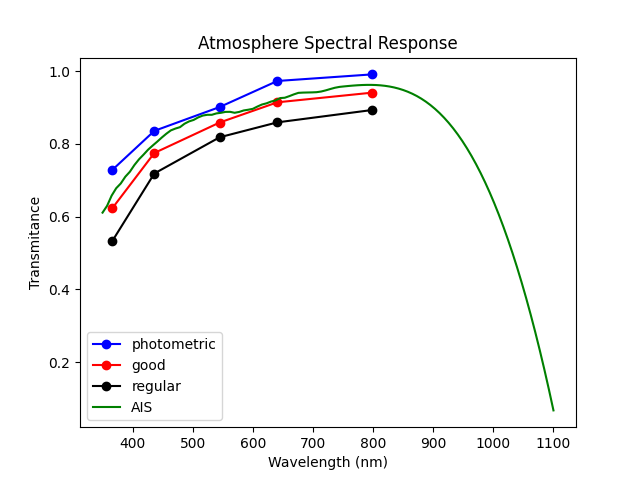 Atmosphere Spectral Response
Transmitance
1.0
0.8
0.6
0.4
0.2
photometric
good
regular
AIS
400 500 600 700 800 900 1000 1100
Wavelength (nm)